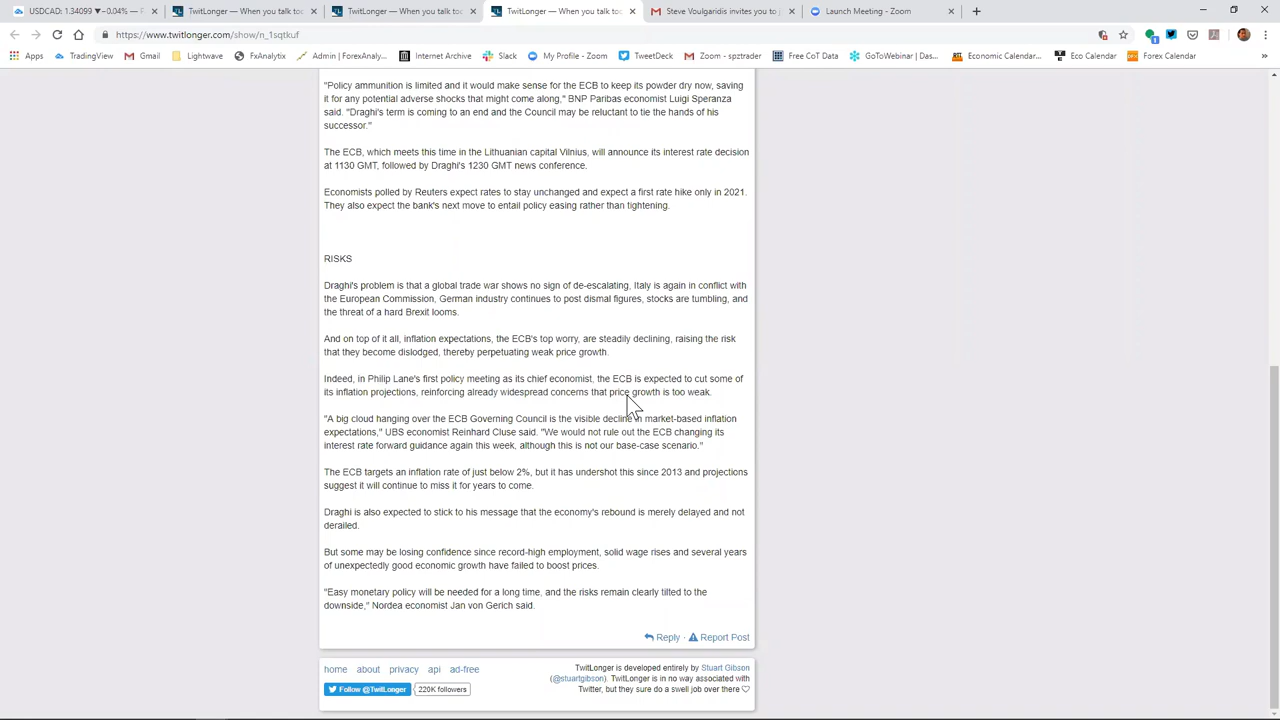 USDCAD: 1.34099 ▼−0.04% — F
TwitLonger — When you talk too
TwitLonger — When you talk too
TwitLonger — When you talk too
Steve Voulgaridis invites you to j
Launch Meeting - Zoom
https://www.twitlonger.com/show/n_1sqtkuf
Apps
TradingView
Gmail
Lightwave
FxAnalytix
Admin | ForexAnaly...
Internet Archive
Slack
My Profile - Zoom
TweetDeck
Zoom - spztrader
Free CoT Data
GoToWebinar | Das...
Economic Calendar...
Eco Calendar
Forex Calendar
"Policy ammunition is limited and it would make sense for the ECB to keep its powder dry now, saving
it for any potential adverse shocks that might come along," BNP Paribas economist Luigi Speranza
said. "Draghi's term is coming to an end and the Council may be reluctant to tie the hands of his
successor."
The ECB, which meets this time in the Lithuanian capital Vilnius, will announce its interest rate decision
at 1130 GMT, followed by Draghi's 1230 GMT news conference.
Economists polled by Reuters expect rates to stay unchanged and expect a first rate hike only in 2021.
They also expect the bank's next move to entail policy easing rather than tightening.
RISKS
Draghi's problem is that a global trade war shows no sign of de-escalating, Italy is again in conflict with
the European Commission, German industry continues to post dismal figures, stocks are tumbling, and
the threat of a hard Brexit looms.
And on top of it all, inflation expectations, the ECB's top worry, are steadily declining, raising the risk
that they become dislodged, thereby perpetuating weak price growth.
Indeed, in Philip Lane's first policy meeting as its chief economist, the ECB is expected to cut some of
its inflation projections, reinforcing already widespread concerns that price growth is too weak.
"A big cloud hanging over the ECB Governing Council is the visible decline in market-based inflation
expectations," UBS economist Reinhard Cluse said. "We would not rule out the ECB changing its
interest rate forward guidance again this week, although this is not our base-case scenario."
The ECB targets an inflation rate of just below 2%, but it has undershot this since 2013 and projections
suggest it will continue to miss it for years to come.
Draghi is also expected to stick to his message that the economy's rebound is merely delayed and not
derailed.
But some may be losing confidence since record-high employment, solid wage rises and several years
of unexpectedly good economic growth have failed to boost prices.
"Easy monetary policy will be needed for a long time, and the risks remain clearly tilted to the
downside," Nordea economist Jan von Gerich said.
Reply · Report Post
home about privacy api ad-free
Follow @TwitLonger 220K followers
TwitLonger is developed entirely by Stuart Gibson
(@stuartgibson). TwitLonger is in no way associated with
Twitter, but they sure do a swell job over there ♡